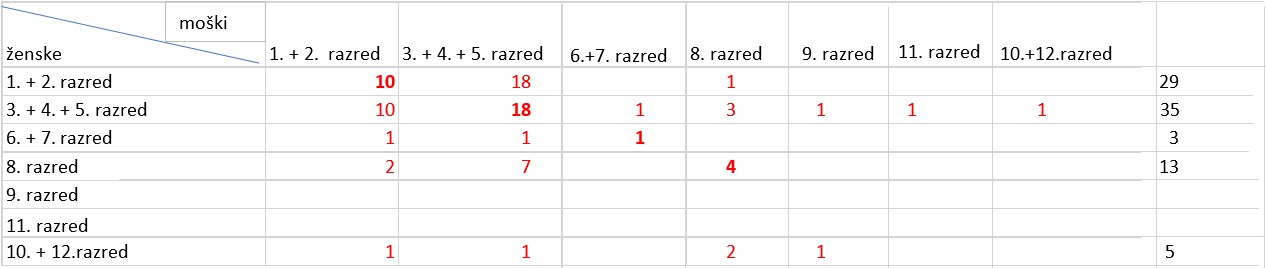 moški
ženske 1. + 2. razred 3. + 4. + 5. razred 6.+7. razred 8. razred 9. razred 11. razred 10.+12.razred
1. + 2. razred 10 18 1 29
3. + 4. + 5. razred 10 18 1 3 1 1 1 35
6. + 7. razred 1 1 1 3
8. razred 2 7 4 13
9. razred
11. razred
10. + 12.razred 1 1 2 1 5